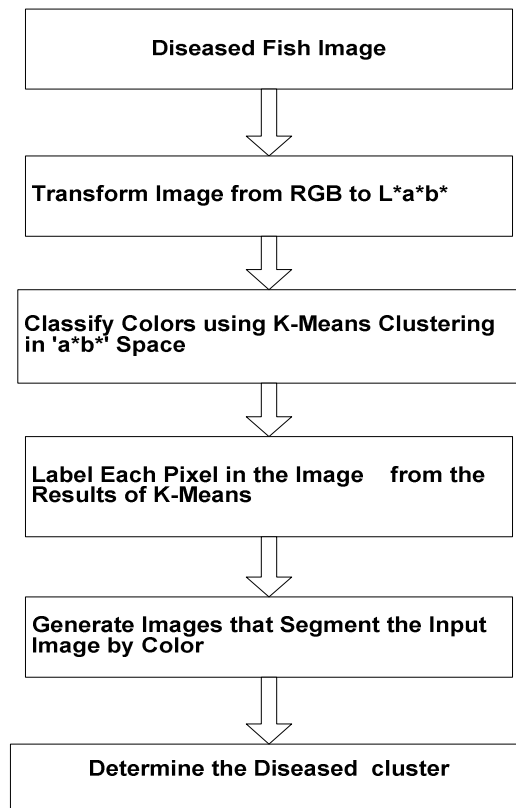 Diseased Fish Image
Transform Image from RGB to L*a*b*
Classify Colors using K-Means Clustering
in 'a*b*' Space
Label Each Pixel in the Image    from the
Results of K-Means
Generate Images that Segment the Input
Image by Color
Determine the Diseased  cluster